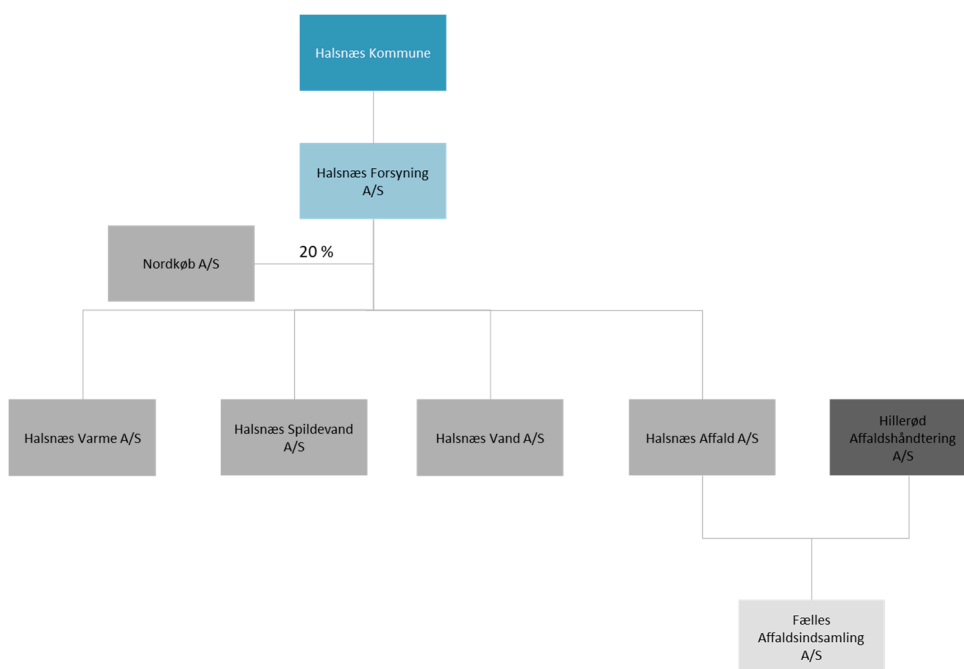 Halsnæs Kommune
Halsnæs Forsyning
A/S
20 %
Nordkøb A/S
Halsnæs Varme A/S
Halsnæs Spildevand
A/S
Halsnæs Vand A/S
Halsnæs Affald A/S
Hillerød
Affaldshåndtering
A/S
Fælles
Affaldsindsamling
A/S